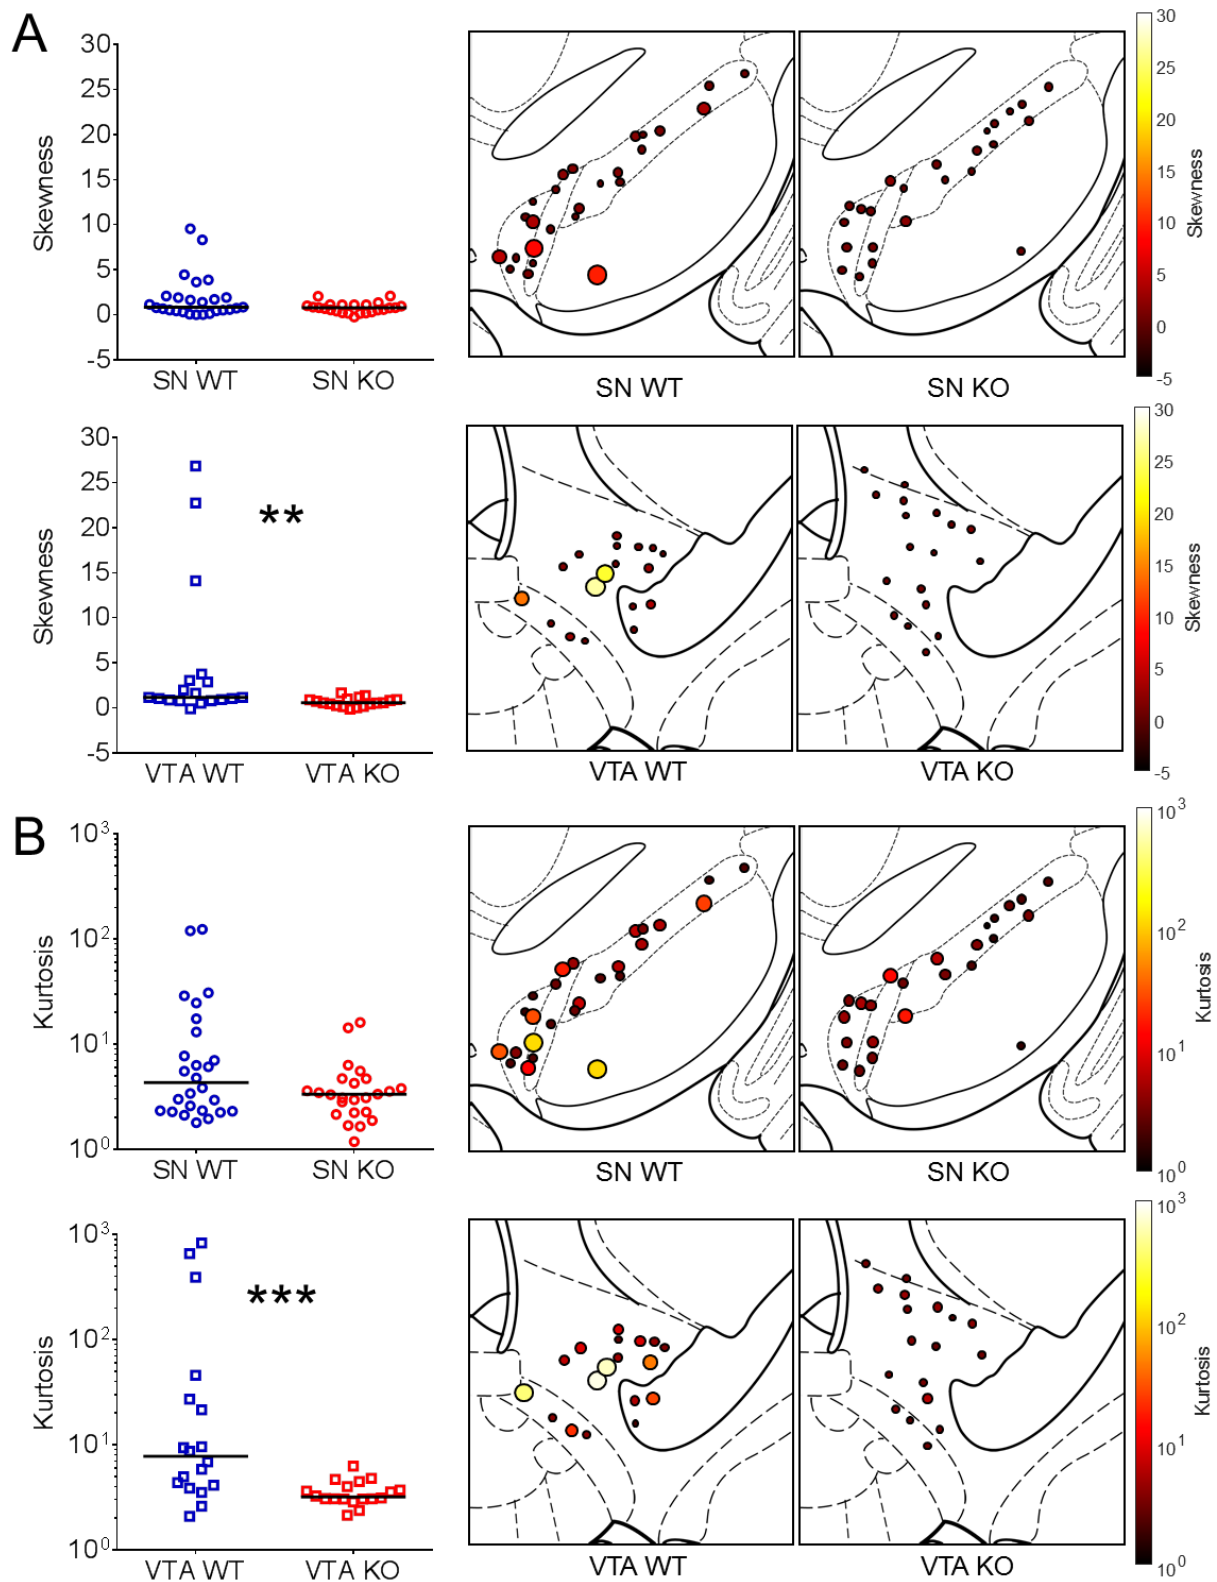 A
30
25
20
15
10
5
0
-5
Skewness
SN WT
SN KO
SN WT
SN KO
30
25
20
15
10
5
0
-5
Skewness
30
25
20
15
10
5
0
-5
Skewness
**
VTA WT
VTA KO
VTA WT
VTA KO
30
25
20
15
10
5
0
-5
Skewness
B
10³
10²
10¹
10⁰
Kurtosis
SN WT
SN KO
SN WT
SN KO
10³
10²
10¹
10⁰
Kurtosis
10³
10²
10¹
10⁰
Kurtosis
***
VTA WT
VTA KO
VTA WT
VTA KO
10³
10²
10¹
10⁰
Kurtosis